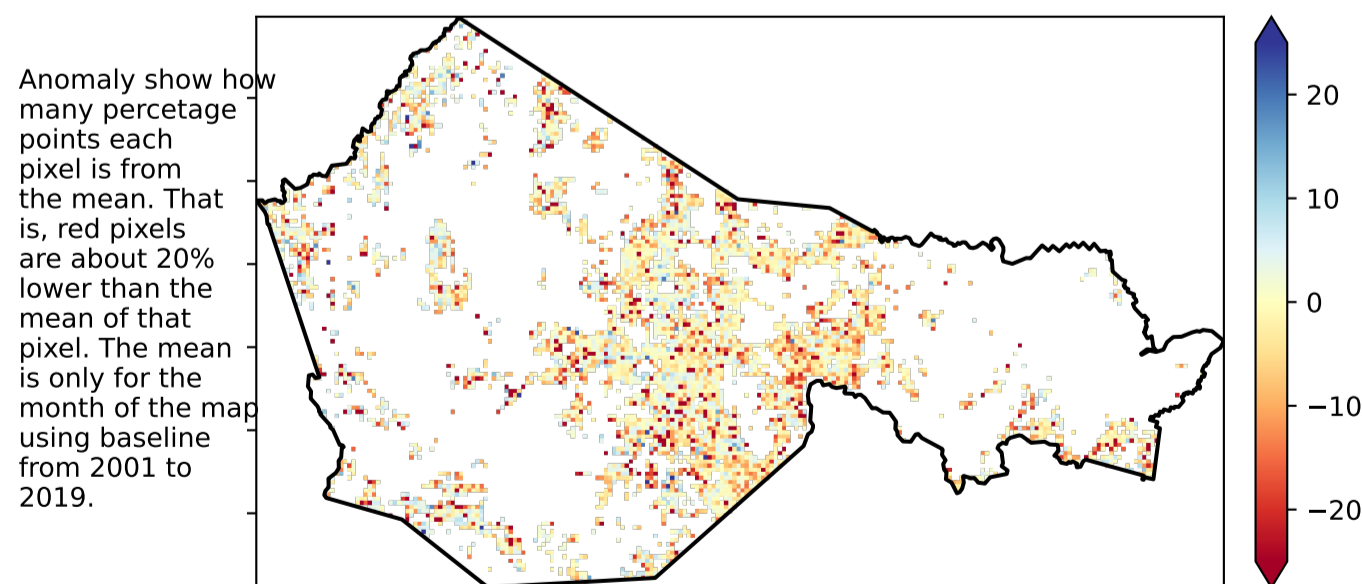 Anomaly show how
many percetage
points each
pixel is from
the mean. That
is, red pixels
are about 20%
lower than the
mean of that
pixel. The mean
is only for the
month of the map
using baseline
from 2001 to
2019.
20
10
0
−10
−20